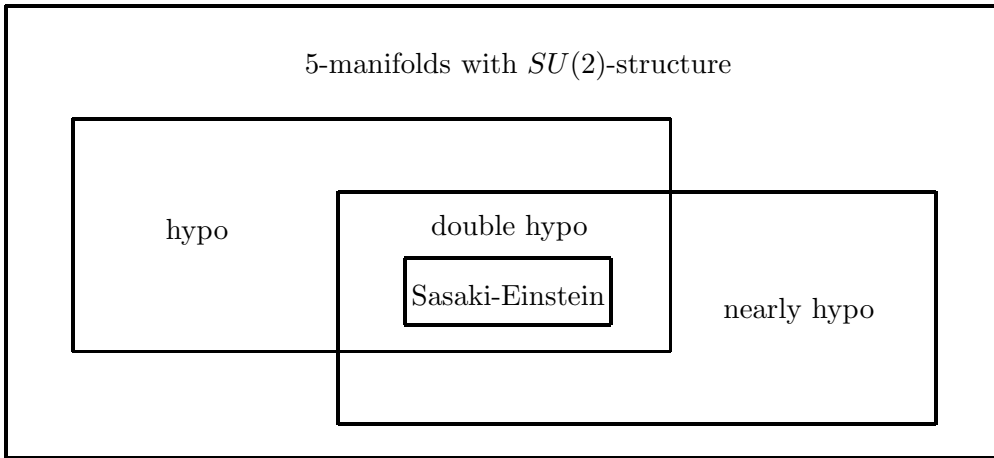 5-manifolds with SU(2)-structure
hypo
double hypo
Sasaki-Einstein
nearly hypo